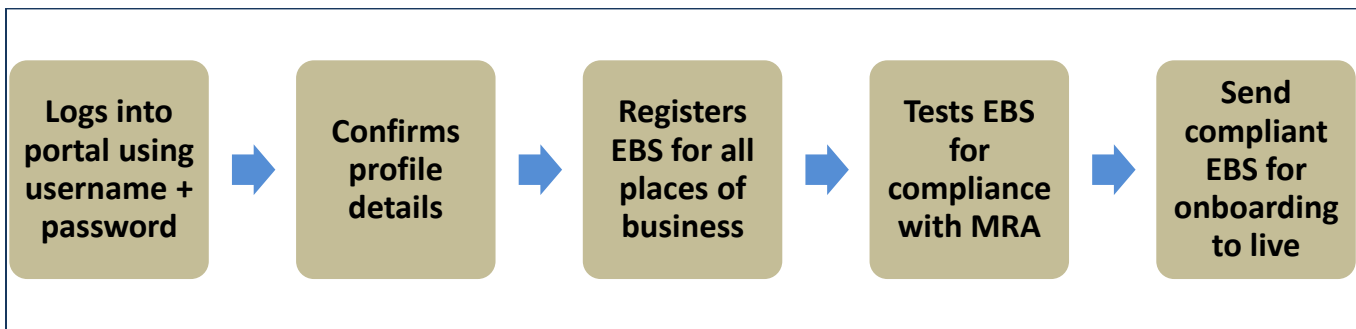 Logs into
portal using
username +
password
Confirms
profile
details
Registers
EBS for all
places of
business
Tests EBS
for
compliance
with MRA
Send
compliant
EBS for
onboarding
to live